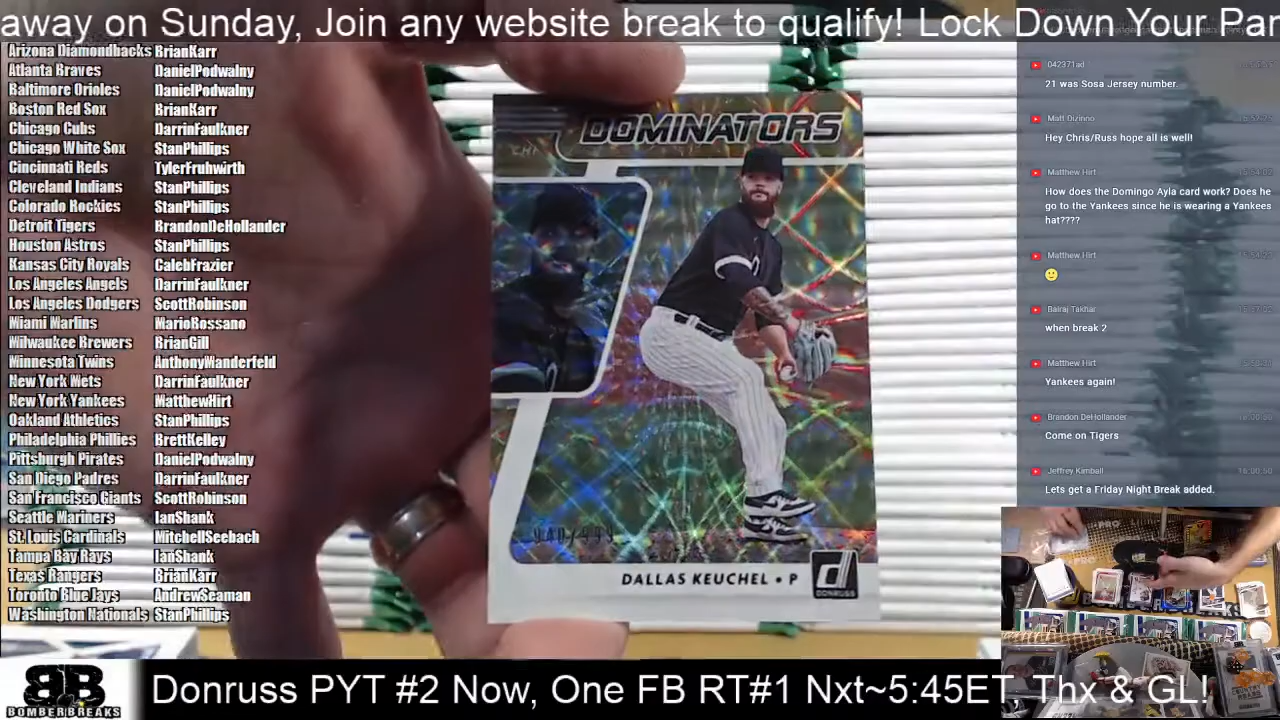 away on Sunday, Join any website break to qualify! Lock Down Your Par
Arizona Diamondbacks BrianKarr
Atlanta Braves DanielPodwalny
Baltimore Orioles DanielPodwalny
Boston Red Sox BrianKarr
Chicago Cubs DarrinFaulkner
Chicago White Sox StanPhillips
Cincinnati Reds TylerFruhwirth
Cleveland Indians StanPhillips
Colorado Rockies StanPhillips
Detroit Tigers BrandonDeHollander
Houston Astros StanPhillips
Kansas City Royals CalebFrazier
Los Angeles Angels DarrinFaulkner
Los Angeles Dodgers ScottRobinson
Miami Marlins MarioRossano
Milwaukee Brewers BrianGill
Minnesota Twins AnthonyWanderfeld
New York Mets DarrinFaulkner
New York Yankees MatthewHirt
Oakland Athletics StanPhillips
Philadelphia Phillies BrettKelley
Pittsburgh Pirates DanielPodwalny
San Diego Padres DarrinFaulkner
San Francisco Giants ScottRobinson
Seattle Mariners IanShank
St. Louis Cardinals MitchellSeebach
Tampa Bay Rays IanShank
Texas Rangers BrianKarr
Toronto Blue Jays AndrewSeaman
Washington Nationals StanPhillips
DOMINATORS
CHI
940/999
DALLAS KEUCHEL • P
d
DONRUSS
042371ad
21 was Sosa Jersey number.
Matt Dizinno
Hey Chris/Russ hope all is well!
Matthew Hirt
How does the Domingo Ayla card work? Does he
go to the Yankees since he is wearing a Yankees
hat????
Matthew Hirt
🙂
Balraj Takhar
when break 2
Matthew Hirt
Yankees again!
Brandon DeHollander
Come on Tigers
Jeffrey Kimball 16:00:50
Lets get a Friday Night Break added.
BB
BOMBERBREAKS
Donruss PYT #2 Now, One FB RT#1 Nxt~5:45ET, Thx & GL!